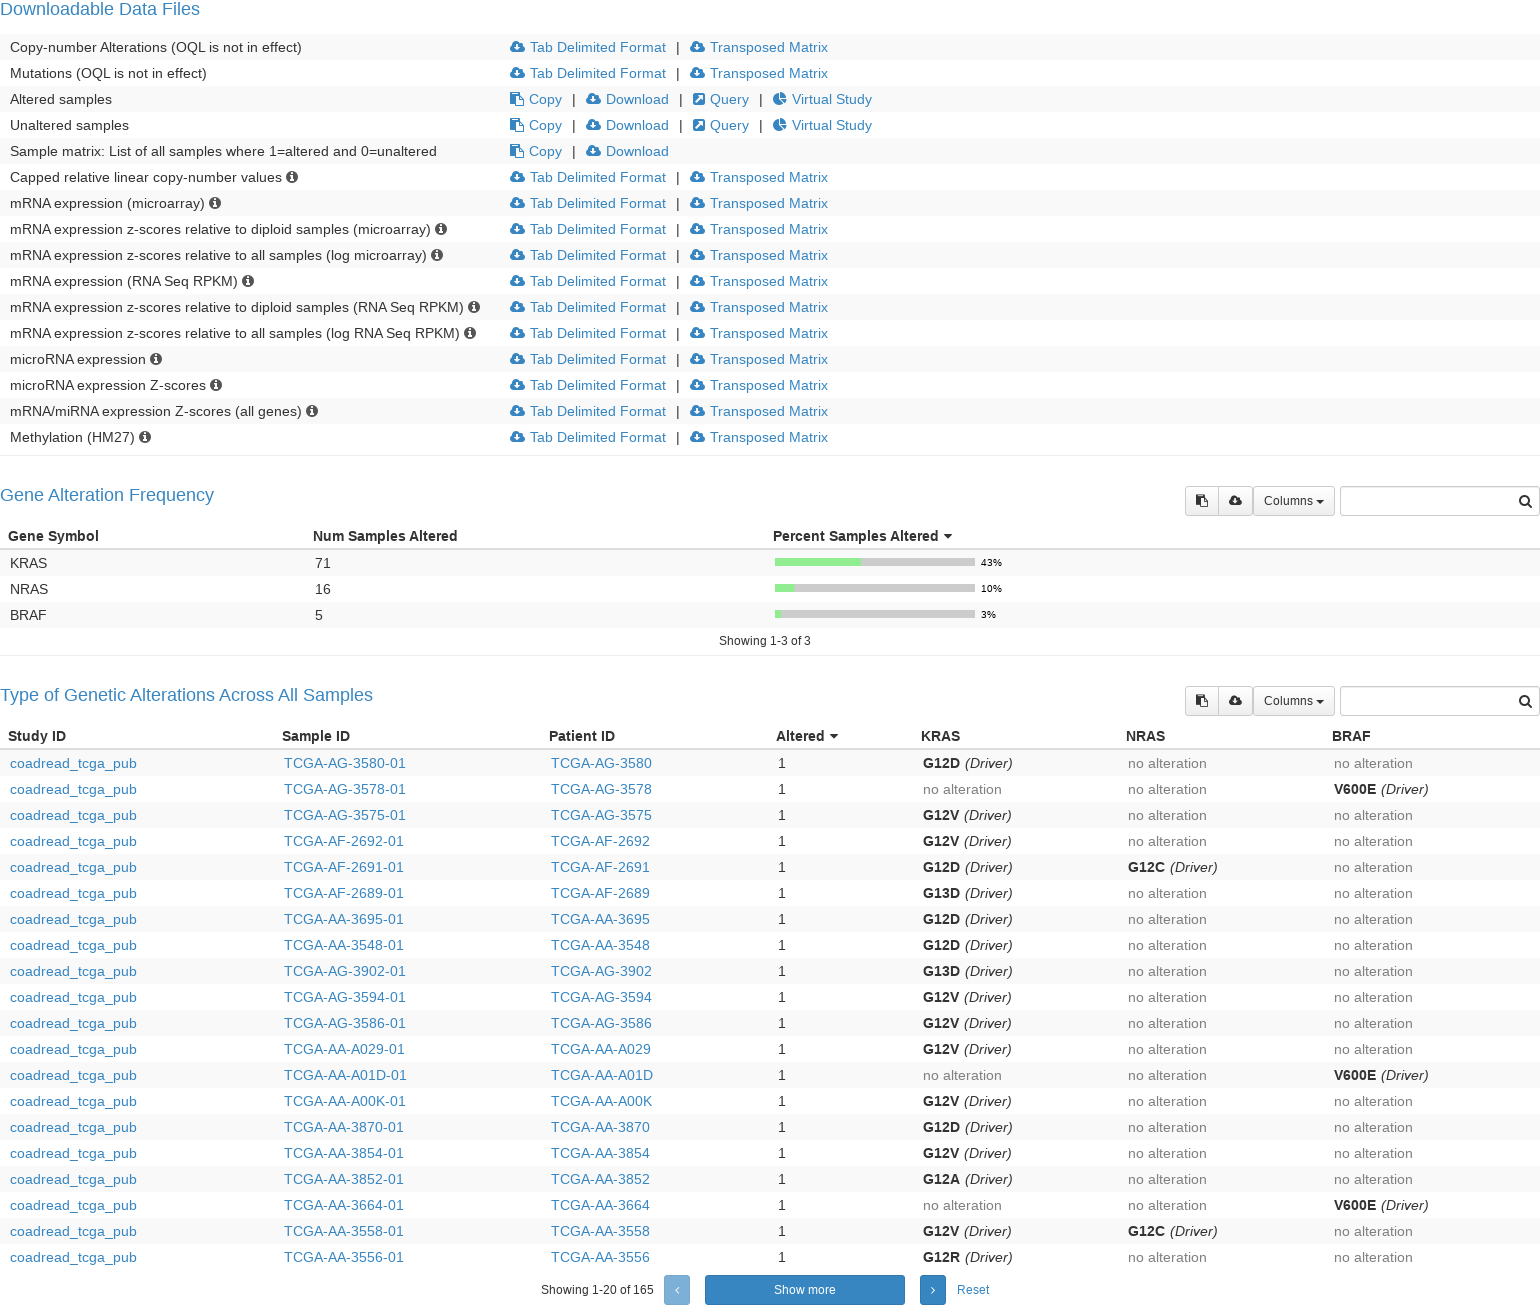 Downloadable Data Files
Copy-number Alterations (OQL is not in effect) Tab Delimited Format | Transposed Matrix
Mutations (OQL is not in effect) Tab Delimited Format | Transposed Matrix
Altered samples Copy | Download | Query | Virtual Study
Unaltered samples Copy | Download | Query | Virtual Study
Sample matrix: List of all samples where 1=altered and 0=unaltered Copy | Download
Capped relative linear copy-number values Tab Delimited Format | Transposed Matrix
mRNA expression (microarray) Tab Delimited Format | Transposed Matrix
mRNA expression z-scores relative to diploid samples (microarray) Tab Delimited Format | Transposed Matrix
mRNA expression z-scores relative to all samples (log microarray) Tab Delimited Format | Transposed Matrix
mRNA expression (RNA Seq RPKM) Tab Delimited Format | Transposed Matrix
mRNA expression z-scores relative to diploid samples (RNA Seq RPKM) Tab Delimited Format | Transposed Matrix
mRNA expression z-scores relative to all samples (log RNA Seq RPKM) Tab Delimited Format | Transposed Matrix
microRNA expression Tab Delimited Format | Transposed Matrix
microRNA expression Z-scores Tab Delimited Format | Transposed Matrix
mRNA/miRNA expression Z-scores (all genes) Tab Delimited Format | Transposed Matrix
Methylation (HM27) Tab Delimited Format | Transposed Matrix
Gene Alteration Frequency Columns
Gene Symbol Num Samples Altered Percent Samples Altered
KRAS 71 43%
NRAS 16 10%
BRAF 5 3%
Showing 1-3 of 3
Type of Genetic Alterations Across All Samples Columns
Study ID Sample ID Patient ID Altered KRAS NRAS BRAF
coadread_tcga_pub TCGA-AG-3580-01 TCGA-AG-3580 1 G12D (Driver) no alteration no alteration
coadread_tcga_pub TCGA-AG-3578-01 TCGA-AG-3578 1 no alteration no alteration V600E (Driver)
coadread_tcga_pub TCGA-AG-3575-01 TCGA-AG-3575 1 G12V (Driver) no alteration no alteration
coadread_tcga_pub TCGA-AF-2692-01 TCGA-AF-2692 1 G12V (Driver) no alteration no alteration
coadread_tcga_pub TCGA-AF-2691-01 TCGA-AF-2691 1 G12D (Driver) G12C (Driver) no alteration
coadread_tcga_pub TCGA-AF-2689-01 TCGA-AF-2689 1 G13D (Driver) no alteration no alteration
coadread_tcga_pub TCGA-AA-3695-01 TCGA-AA-3695 1 G12D (Driver) no alteration no alteration
coadread_tcga_pub TCGA-AA-3548-01 TCGA-AA-3548 1 G12D (Driver) no alteration no alteration
coadread_tcga_pub TCGA-AG-3902-01 TCGA-AG-3902 1 G13D (Driver) no alteration no alteration
coadread_tcga_pub TCGA-AG-3594-01 TCGA-AG-3594 1 G12V (Driver) no alteration no alteration
coadread_tcga_pub TCGA-AG-3586-01 TCGA-AG-3586 1 G12V (Driver) no alteration no alteration
coadread_tcga_pub TCGA-AA-A029-01 TCGA-AA-A029 1 G12V (Driver) no alteration no alteration
coadread_tcga_pub TCGA-AA-A01D-01 TCGA-AA-A01D 1 no alteration no alteration V600E (Driver)
coadread_tcga_pub TCGA-AA-A00K-01 TCGA-AA-A00K 1 G12V (Driver) no alteration no alteration
coadread_tcga_pub TCGA-AA-3870-01 TCGA-AA-3870 1 G12D (Driver) no alteration no alteration
coadread_tcga_pub TCGA-AA-3854-01 TCGA-AA-3854 1 G12V (Driver) no alteration no alteration
coadread_tcga_pub TCGA-AA-3852-01 TCGA-AA-3852 1 G12A (Driver) no alteration no alteration
coadread_tcga_pub TCGA-AA-3664-01 TCGA-AA-3664 1 no alteration no alteration V600E (Driver)
coadread_tcga_pub TCGA-AA-3558-01 TCGA-AA-3558 1 G12V (Driver) G12C (Driver) no alteration
coadread_tcga_pub TCGA-AA-3556-01 TCGA-AA-3556 1 G12R (Driver) no alteration no alteration
Showing 1-20 of 165 Show more Reset